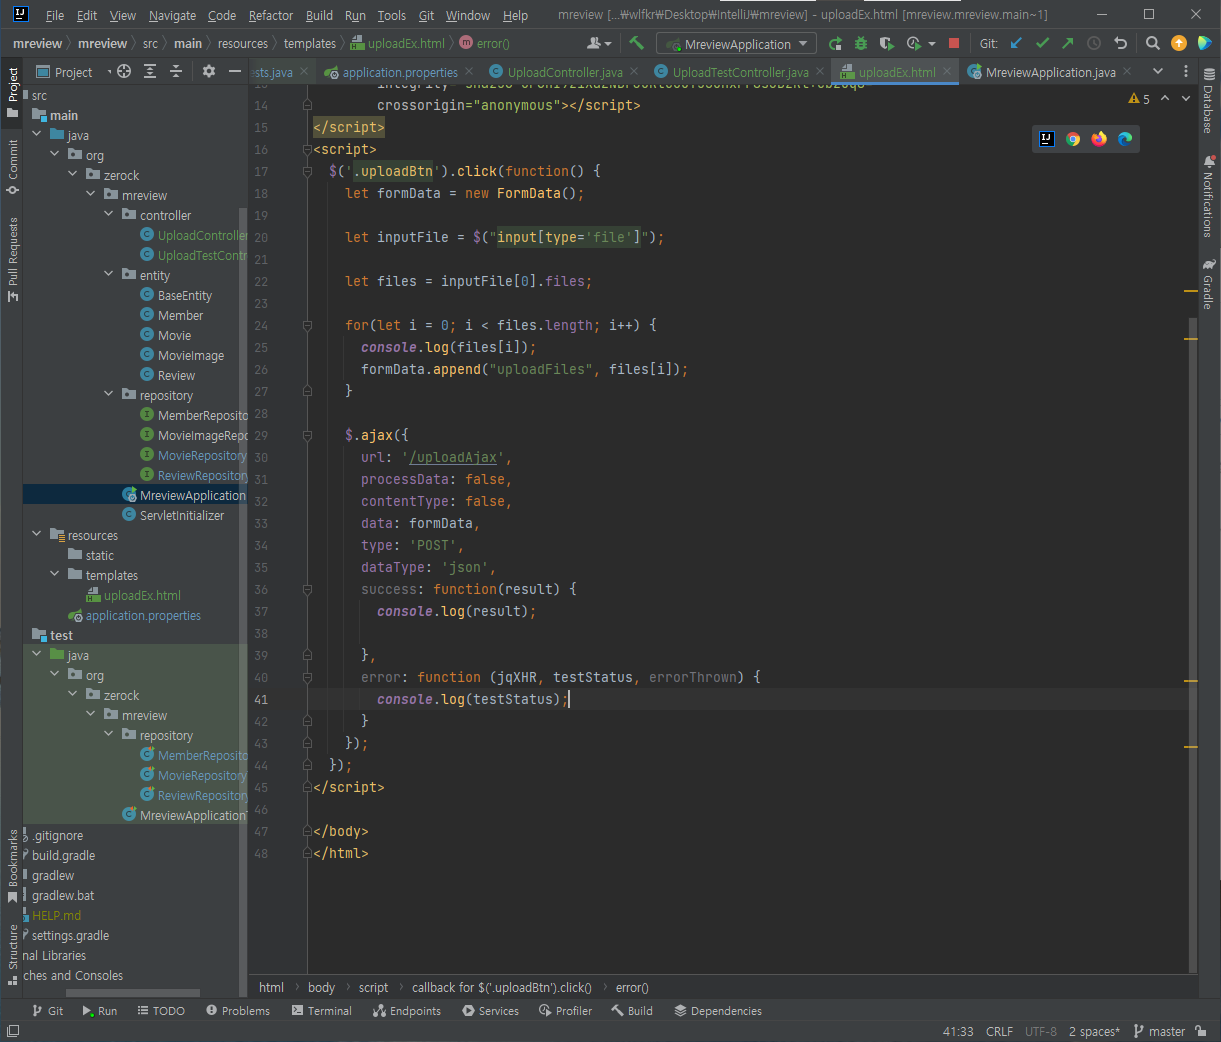 File Edit View Navigate Code Refactor Build Run Tools Git Window Help mreview [...₩wlfkr₩Desktop₩IntelliJ₩mreview] - uploadEx.html [mreview.mreview.main~1]
mreview mreview src main resources templates uploadEx.html error() MreviewApplication Git:
Project sts.java application.properties UploadController.java UploadTestController.java uploadEx.html MreviewApplication.java
Project
Commit
Pull Requests
Bookmarks
Structure
src
main
java
org
zerock
mreview
controller
UploadController
UploadTestContr
entity
BaseEntity
Member
Movie
MovieImage
Review
repository
MemberReposito
MovieImageRepo
MovieRepository
ReviewRepository
MreviewApplication
ServletInitializer
resources
static
templates
uploadEx.html
application.properties
test
java
org
zerock
mreview
repository
MemberReposito
MovieRepository
ReviewRepository
MreviewApplication
.gitignore
build.gradle
gradlew
gradlew.bat
HELP.md
settings.gradle
nal Libraries
ches and Consoles
14 crossorigin="anonymous"></script>
15 </script>
16 <script>
17 $('.uploadBtn').click(function() {
18 let formData = new FormData();
19
20 let inputFile = $("input[type='file']");
21
22 let files = inputFile[0].files;
23
24 for(let i = 0; i < files.length; i++) {
25 console.log(files[i]);
26 formData.append("uploadFiles", files[i]);
27 }
28
29 $.ajax({
30 url: '/uploadAjax',
31 processData: false,
32 contentType: false,
33 data: formData,
34 type: 'POST',
35 dataType: 'json',
36 success: function(result) {
37 console.log(result);
38
39 },
40 error: function (jqXHR, testStatus, errorThrown) {
41 console.log(testStatus);
42 }
43 });
44 });
45 </script>
46
47 </body>
48 </html>
5
Database
Notifications
Gradle
html body script callback for $('.uploadBtn').click() error()
Git Run TODO Problems Terminal Endpoints Services Profiler Build Dependencies
41:33 CRLF UTF-8 2 spaces* master